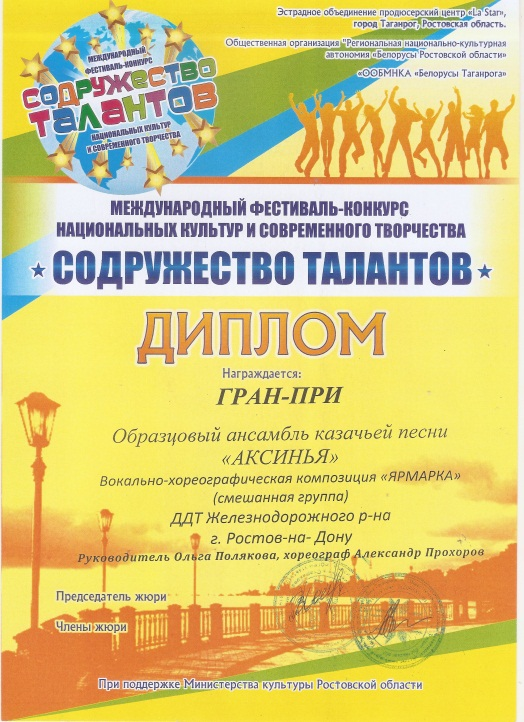 Эстрадное объединение продюсерский центр «La Star»,
город Таганрог, Ростовская область.
Общественная организация "Региональная национально-культурная
автономия «Белорусы Ростовской области»
«ООБМНКА «Белорусы Таганрога»
МЕЖДУНАРОДНЫЙ
ФЕСТИВАЛЬ-КОНКУРС
СОДРУЖЕСТВО
ТАЛАНТОВ
НАЦИОНАЛЬНЫХ КУЛЬТУР
И СОВРЕМЕННОГО ТВОРЧЕСТВА
МЕЖДУНАРОДНЫЙ ФЕСТИВАЛЬ-КОНКУРС
НАЦИОНАЛЬНЫХ КУЛЬТУР И СОВРЕМЕННОГО ТВОРЧЕСТВА
СОДРУЖЕСТВО ТАЛАНТОВ
ДИПЛОМ
Награждается:
ГРАН-ПРИ
Образцовый ансамбль казачьей песни
«АКСИНЬЯ»
Вокально-хореографическая композиция «ЯРМАРКА»
(смешанная группа)
ДДТ Железнодорожного р-на
г. Ростов-на- Дону
Руководитель Ольга Полякова, хореограф Александр Прохоров
Председатель жюри
Члены жюри
При поддержке Министерства культуры Ростовской области